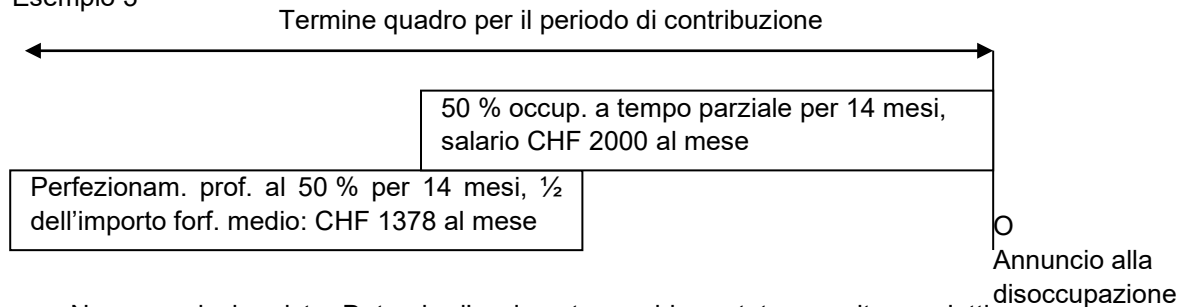 Termine quadro per il periodo di contribuzione
50 % occup. a tempo parziale per 14 mesi,
salario CHF 2000 al mese
Perfezionam. prof. al 50 % per 14 mesi, ½
dell'importo forf. medio: CHF 1378 al mese
O
Annuncio alla
disoccupazione